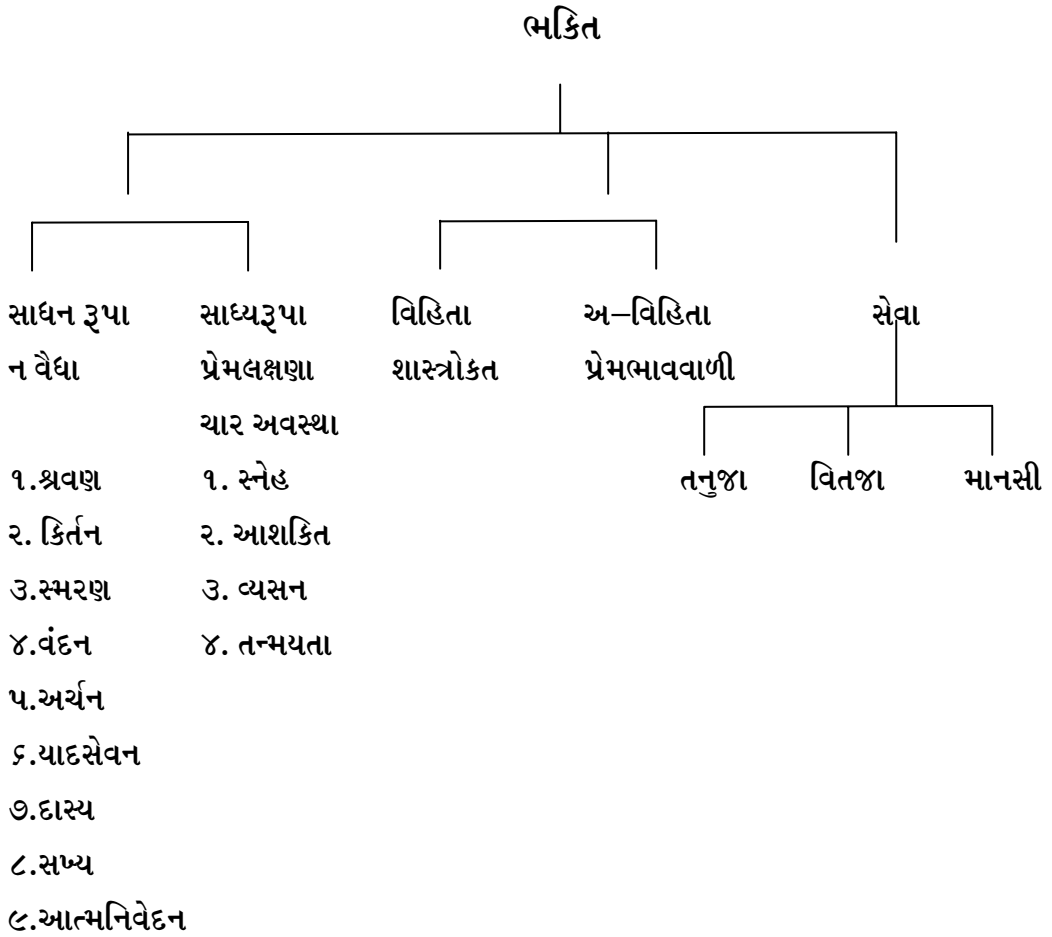 ભકિત
સાધન રૂપા સાધ્યરૂપા વિહિતા અ–વિહિતા સેવા
ન વૈધા પ્રેમલક્ષણા શાસ્ત્રોકત પ્રેમભાવવાળી
ચાર અવસ્થા
૧.શ્રવણ ૧. સ્નેહ તનુજા વિતજા માનસી
૨. કિર્તન ૨. આશકિત
૩.સ્મરણ ૩. વ્યસન
૪.વંદન ૪. તન્મયતા
૫.અર્ચન
૬.યાદસેવન
૭.દાસ્ય
૮.સખ્ય
૯.આત્મનિવેદન